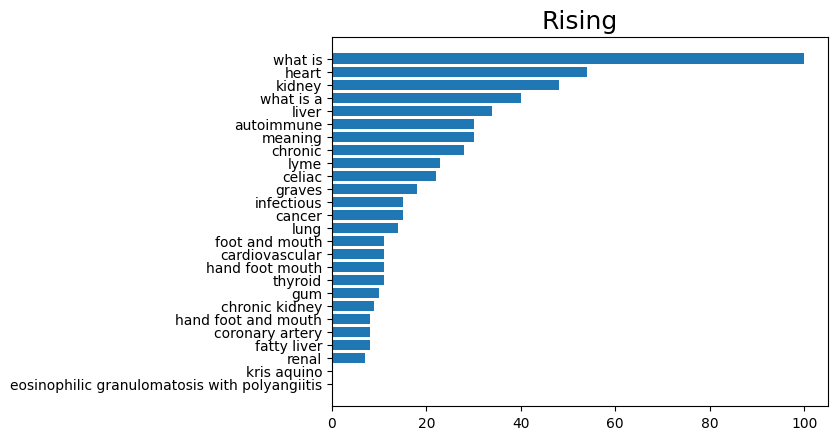 Rising
what is
heart
kidney
what is a
liver
autoimmune
meaning
chronic
lyme
celiac
graves
infectious
cancer
lung
foot and mouth
cardiovascular
hand foot mouth
thyroid
gum
chronic kidney
hand foot and mouth
coronary artery
fatty liver
renal
kris aquino
eosinophilic granulomatosis with polyangiitis
0 20 40 60 80 100